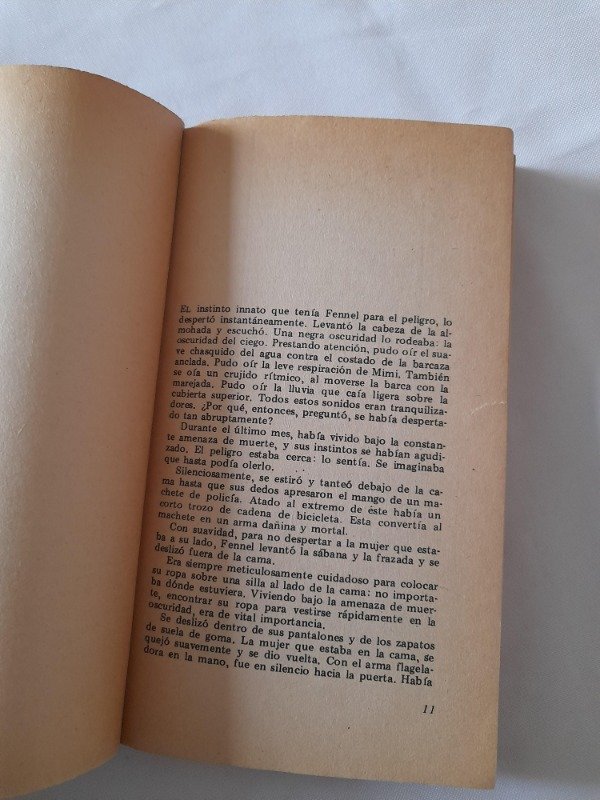 EL instinto innato que tenía Fennel para el peligro, lo
despertó instantáneamente. Levantó la cabeza de la al-
mohada y escuchó. Una negra oscuridad lo rodeaba: la
oscuridad del ciego. Prestando atención, pudo oír el sua-
ve chasquido del agua contra el costado de la barcaza
anclada. Pudo oír la leve respiración de Mimi. También
se oía un crujido rítmico, al moverse la barca con la
marejada. Pudo oír la lluvia que caía ligera sobre la
cubierta superior. Todos estos sonidos eran tranquiliza-
dores. ¿Por qué, entonces, preguntó, se había desperta-
do tan abruptamente?
Durante el último mes, había vivido bajo la constan-
te amenaza de muerte, y sus instintos se habían agudi-
zado. El peligro estaba cerca: lo sentía. Se imaginaba
que hasta podía olerlo.
Silenciosamente, se estiró y tanteó debajo de la ca-
ma hasta que sus dedos apresaron el mango de un ma-
chete de policía. Atado al extremo de éste había un
corto trozo de cadena de bicicleta. Esta convertía al
machete en un arma dañina y mortal.
Con suavidad, para no despertar a la mujer que esta-
ba a su lado, Fennel levantó la sábana y la frazada y se
deslizó fuera de la cama.
Era siempre meticulosamente cuidadoso para colocar
su ropa sobre una silla al lado de la cama: no importa-
ba dónde estuviera. Viviendo bajo la amenaza de muer-
te, encontrar su ropa para vestirse rápidamente en la
oscuridad, era de vital importancia.
Se deslizó dentro de sus pantalones y de los zapatos
de suela de goma. La mujer que estaba en la cama, se
quejó suavemente y se dio vuelta. Con el arma flagela-
dora en la mano, fue en silencio hacia la puerta. Había
11